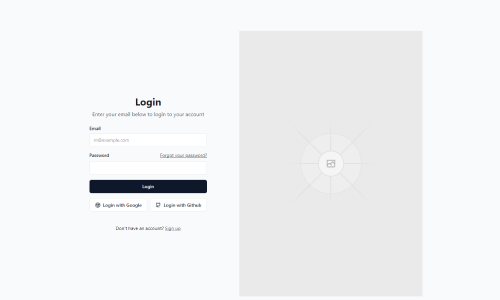 Login
Enter your email below to login to your account
Email
m@example.com
Password
Forgot your password?
Login
Login with Google
Login with Github
Don't have an account? Sign up